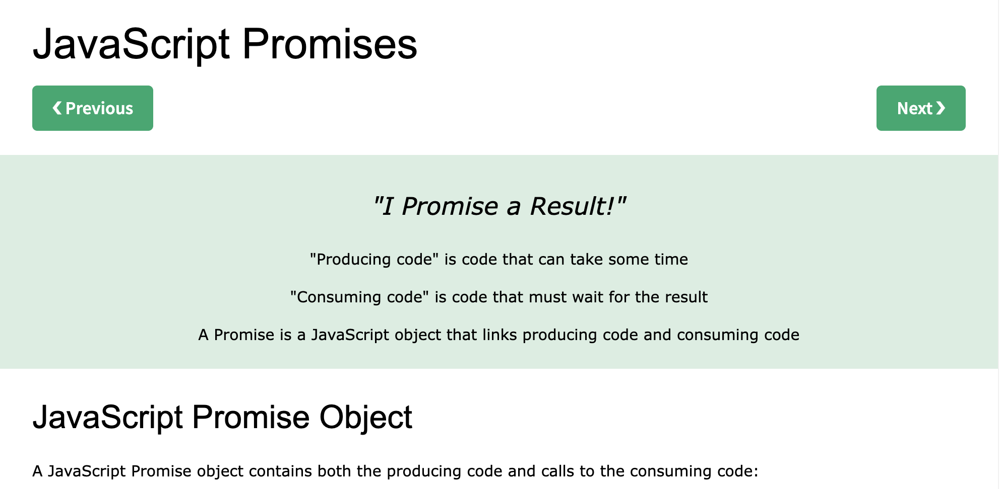 JavaScript Promises
❮ Previous
Next ❯
"I Promise a Result!"
"Producing code" is code that can take some time
"Consuming code" is code that must wait for the result
A Promise is a JavaScript object that links producing code and consuming code
JavaScript Promise Object
A JavaScript Promise object contains both the producing code and calls to the consuming code: